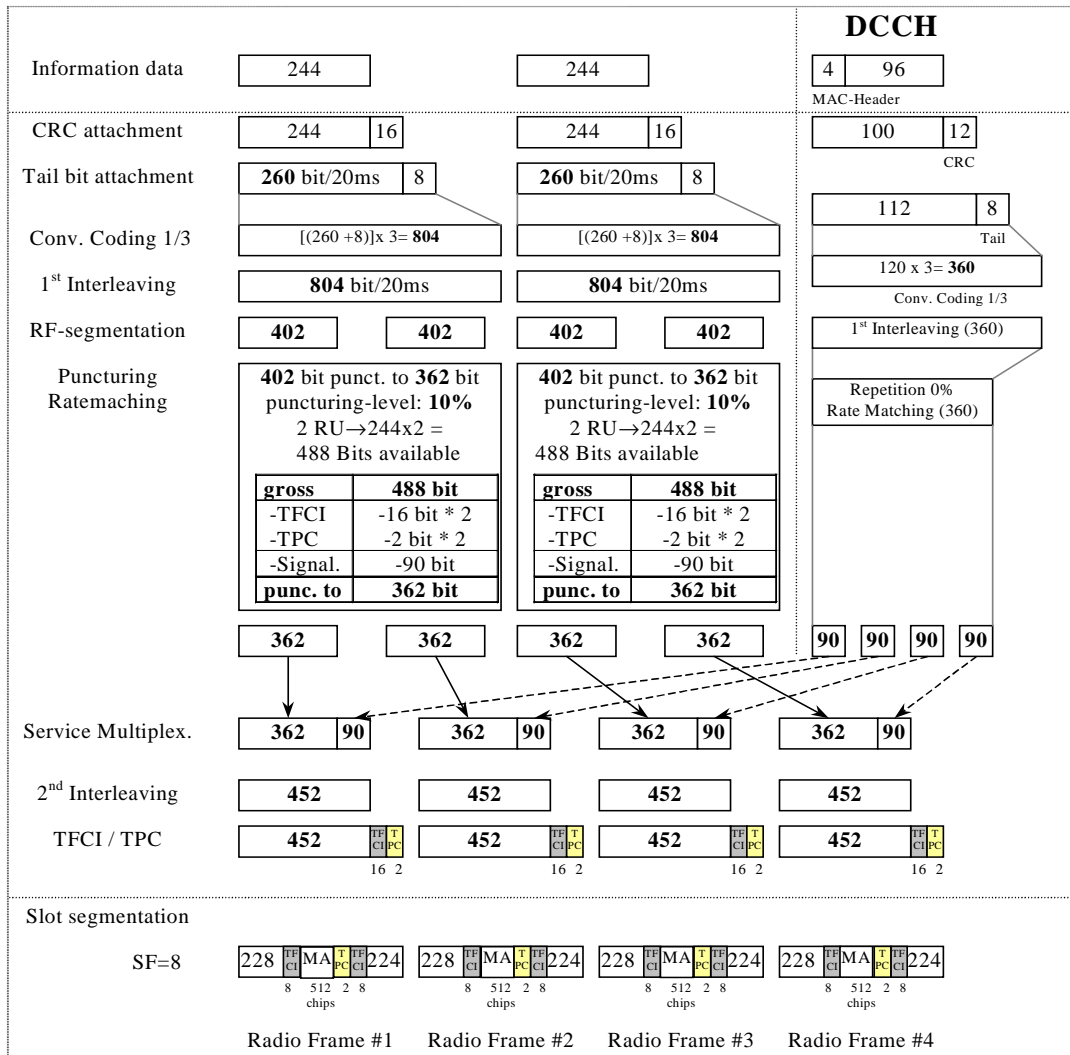 DCCH
Information data
244
244
4 96
MAC-Header
CRC attachment
244 16
244 16
100 12
CRC
Tail bit attachment
260 bit/20ms 8
260 bit/20ms 8
112 8
Tail
Conv. Coding 1/3
[(260 +8)]x 3= 804
[(260 +8)]x 3= 804
120 x 3= 360
Conv. Coding 1/3
1st Interleaving
804 bit/20ms
804 bit/20ms
1st Interleaving (360)
RF-segmentation
402 402 402 402
Puncturing
Ratemaching
402 bit punct. to 362 bit
puncturing-level: 10%
2 RU→244x2 =
488 Bits available
gross 488 bit
-TFCI -16 bit * 2
-TPC -2 bit * 2
-Signal. -90 bit
punc. to 362 bit
402 bit punct. to 362 bit
puncturing-level: 10%
2 RU→244x2 =
488 Bits available
gross 488 bit
-TFCI -16 bit * 2
-TPC -2 bit * 2
-Signal. -90 bit
punc. to 362 bit
Repetition 0%
Rate Matching (360)
362 362 362 362 90 90 90 90
Service Multiplex.
362 90 362 90 362 90 362 90
2nd Interleaving
452 452 452 452
TFCI / TPC
452 TF CI T PC 452 TF CI T PC 452 TF CI T PC 452 TF CI T PC
16 2 16 2 16 2 16 2
Slot segmentation
SF=8
228 TF CI MA T PC TF CI 224 228 TF CI MA T PC TF CI 224 228 TF CI MA T PC TF CI 224 228 TF CI MA T PC TF CI 224
8 512 2 8 8 512 2 8 8 512 2 8 8 512 2 8
chips chips chips chips
Radio Frame #1 Radio Frame #2 Radio Frame #3 Radio Frame #4